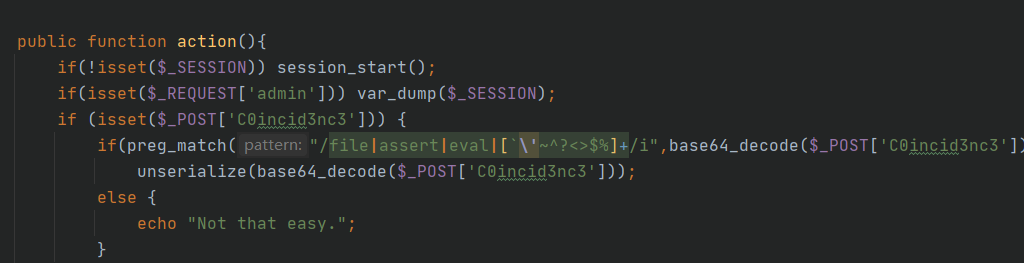 public function action(){
if(!isset($_SESSION)) session_start();
if(isset($_REQUEST['admin'])) var_dump($_SESSION);
if (isset($_POST['C0incid3nc3'])) {
if(preg_match( pattern: "/file|assert|eval|[`\'~^?<>$%]+/i",base64_decode($_POST['C0incid3nc3'])
unserialize(base64_decode($_POST['C0incid3nc3']));
else {
echo "Not that easy.";
}